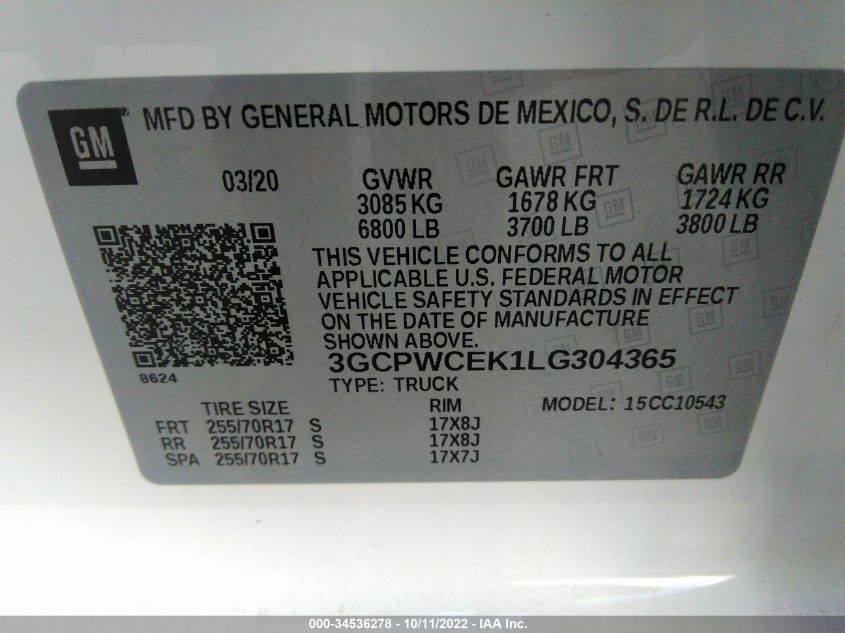 GM
MFD BY GENERAL MOTORS DE MEXICO, S. DE R.L. DE C.V.
03/20 GVWR GAWR FRT GAWR RR
3085 KG 1678 KG 1724 KG
6800 LB 3700 LB 3800 LB
THIS VEHICLE CONFORMS TO ALL
APPLICABLE U.S. FEDERAL MOTOR
VEHICLE SAFETY STANDARDS IN EFFECT
ON THE DATE OF MANUFACTURE
SHOWN ABOVE.
3GCPWCEK1LG304365
8624
TYPE: TRUCK
TIRE SIZE RIM MODEL: 15CC10543
FRT 255/70R17 S 17X8J
RR 255/70R17 S 17X8J
SPA 255/70R17 S 17X7J
000-34536278 - 10/11/2022 - IAA Inc.